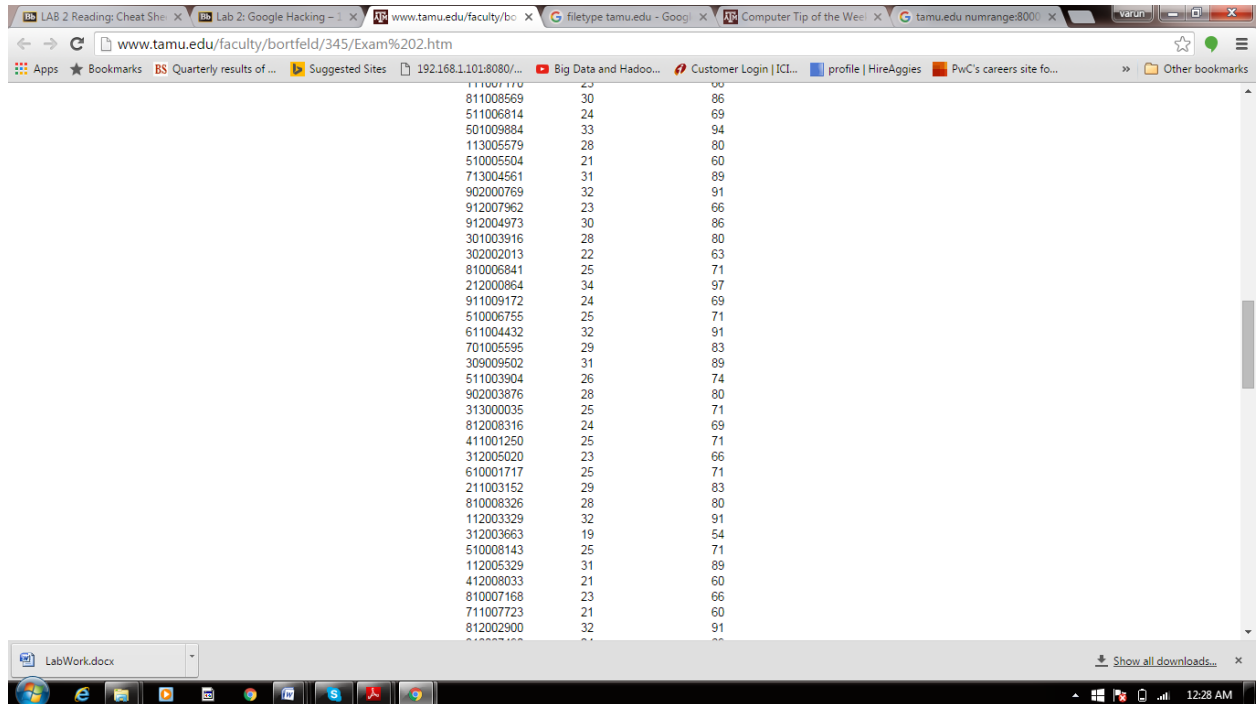 LAB 2 Reading: Cheat She
Lab 2: Google Hacking – 1
www.tamu.edu/faculty/bo
filetype tamu.edu - Googl
Computer Tip of the Weel
tamu.edu numrange:8000
varun
www.tamu.edu/faculty/bortfeld/345/Exam%202.htm
Apps Bookmarks BS Quarterly results of ... Suggested Sites 192.168.1.101:8080/... Big Data and Hadoo... Customer Login | ICI... profile | HireAggies PwC's careers site fo... » Other bookmarks
811008569 30 86
511006814 24 69
501009884 33 94
113005579 28 80
510005504 21 60
713004561 31 89
902000769 32 91
912007962 23 66
912004973 30 86
301003916 28 80
302002013 22 63
810006841 25 71
212000864 34 97
911009172 24 69
510006755 25 71
611004432 32 91
701005595 29 83
309009502 31 89
511003904 26 74
902003876 28 80
313000035 25 71
812008316 24 69
411001250 25 71
312005020 23 66
610001717 25 71
211003152 29 83
810008326 28 80
112003329 32 91
312003663 19 54
510008143 25 71
112005329 31 89
412008033 21 60
810007168 23 66
711007723 21 60
812002900 32 91
LabWork.docx
Show all downloads...
12:28 AM